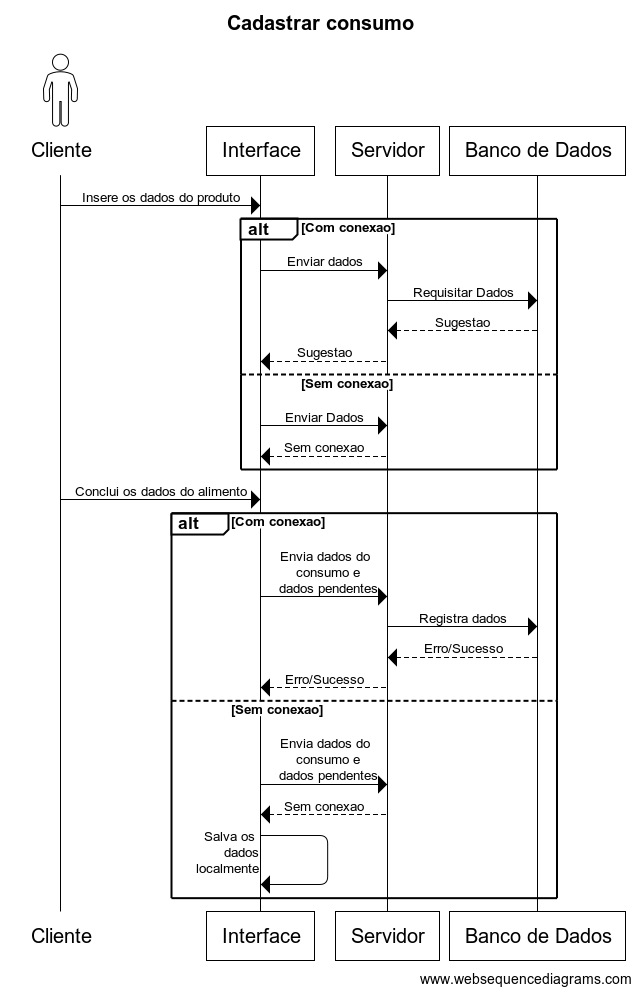 Cadastrar consumo
Cliente
Interface
Servidor
Banco de Dados
Insere os dados do produto
alt
[Com conexao]
Enviar dados
Requisitar Dados
Sugestao
Sugestao
[Sem conexao]
Enviar Dados
Sem conexao
Conclui os dados do alimento
alt
[Com conexao]
Envia dados do
consumo e
dados pendentes
Registra dados
Erro/Sucesso
Erro/Sucesso
[Sem conexao]
Envia dados do
consumo e
dados pendentes
Sem conexao
Salva os
dados
localmente
Cliente
Interface
Servidor
Banco de Dados
www.websequencediagrams.com